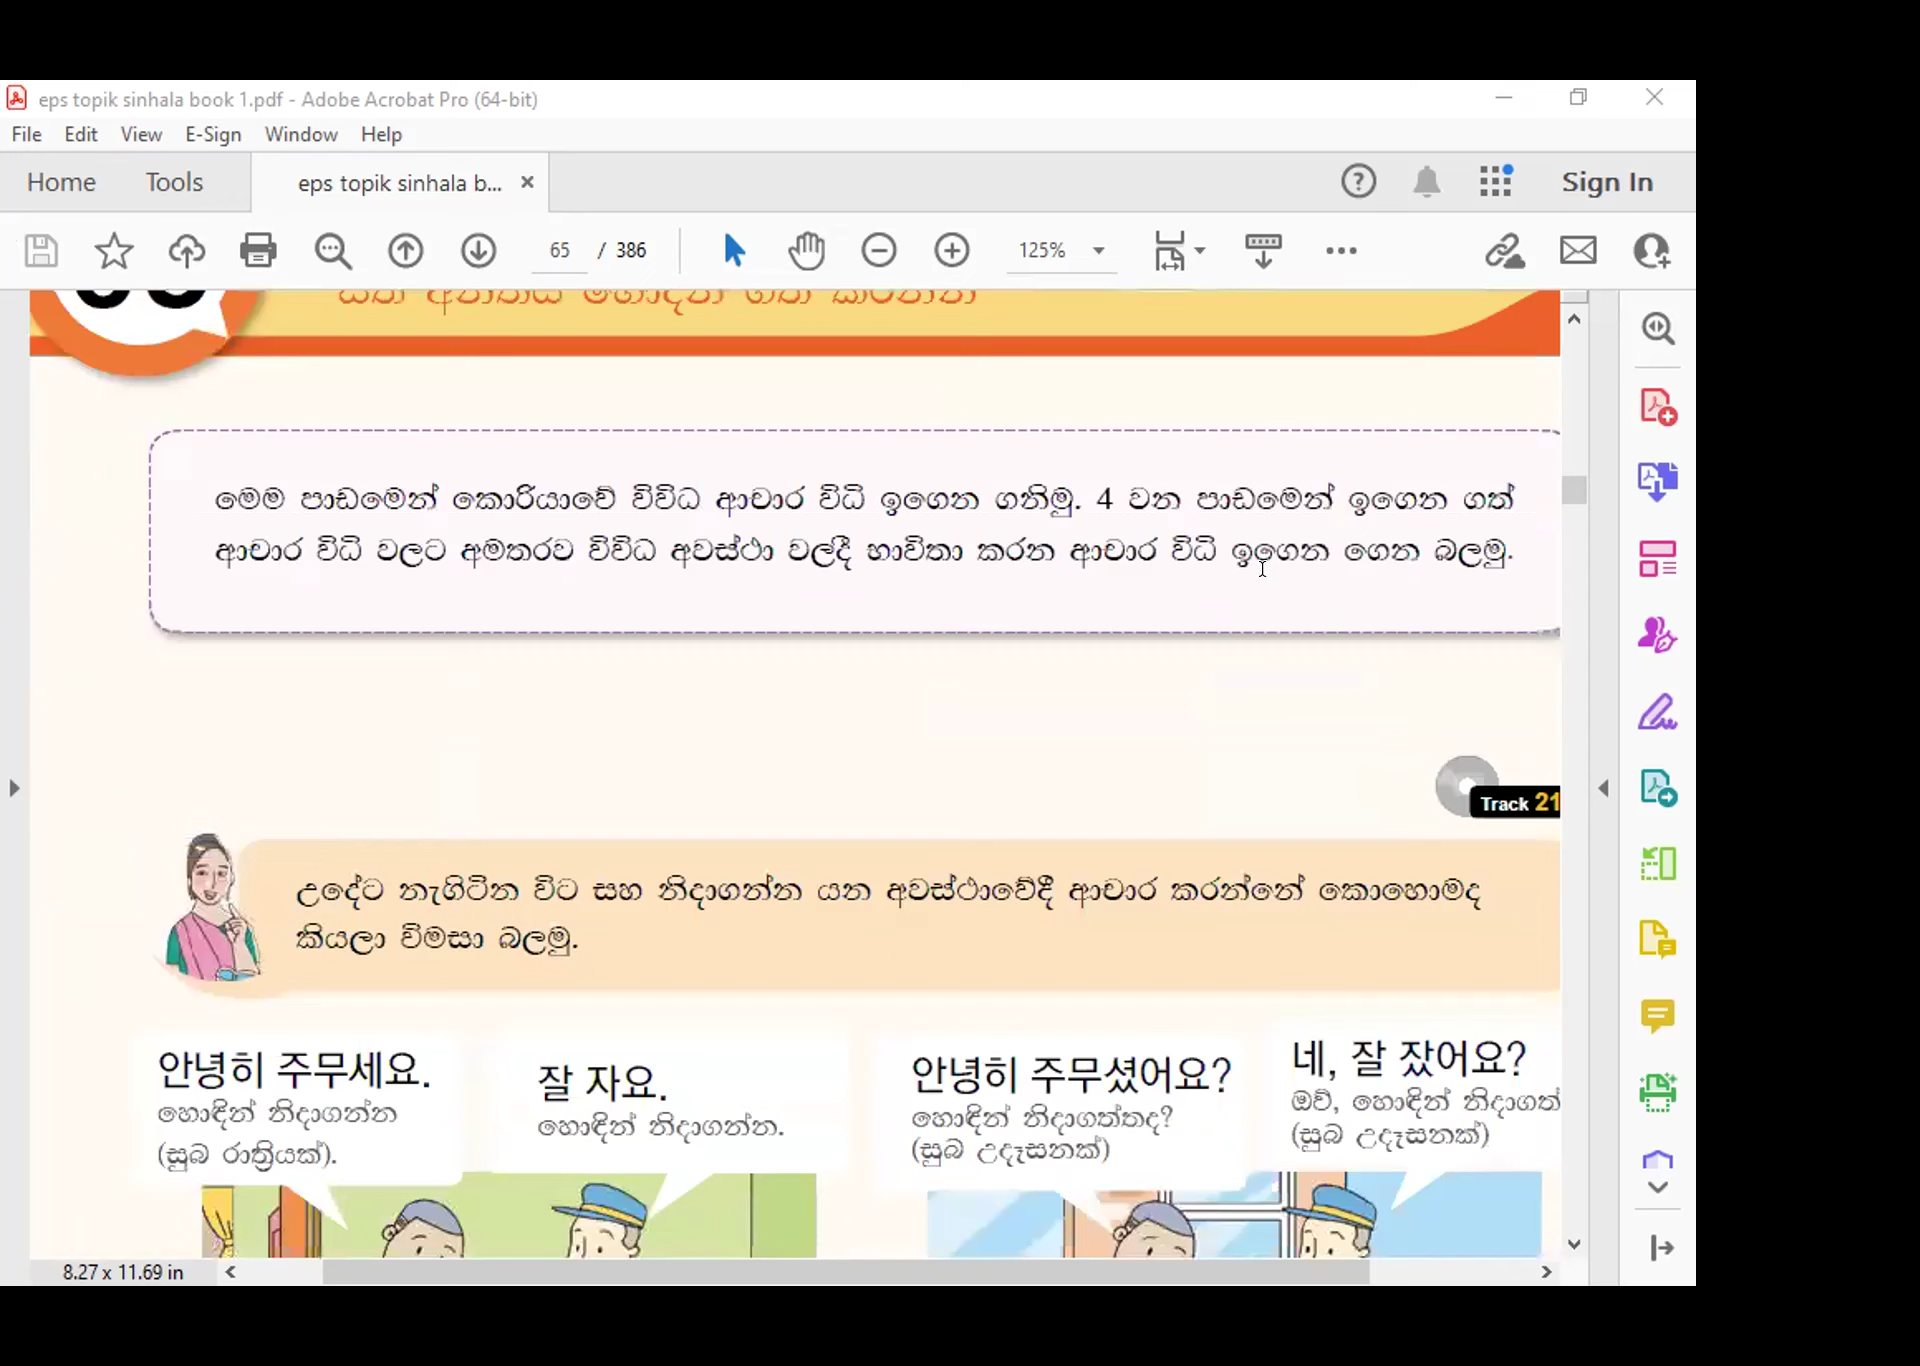 eps topik sinhala book 1.pdf - Adobe Acrobat Pro (64-bit)
File Edit View E-Sign Window Help
Home Tools eps topik sinhala b... × Sign In
65 / 386 125%
මෙම පාඩමෙන් කොරියාවේ විවිධ ආචාර විධි ඉගෙන ගනිමු. 4 වන පාඩමෙන් ඉගෙන ගත්
ආචාර විධි වලට අමතරව විවිධ අවස්ථා වලදී භාවිතා කරන ආචාර විධි ඉගෙන ගෙන බලමු.
Track 21
උදේට නැගිටින විට සහ නිදාගන්න යන අවස්ථාවේදී ආචාර කරන්නේ කොහොමද
කියලා විමසා බලමු.
안녕히 주무세요.
හොඳින් නිදාගන්න
(සුබ රාත්‍රියක්).
잘 자요.
හොඳින් නිදාගන්න.
안녕히 주무셨어요?
හොඳින් නිදාගත්තද?
(සුබ උදෑසනක්)
네, 잘 잤어요?
ඔව්, හොඳින් නිදාගත්
(සුබ උදෑසනක්)
8.27 x 11.69 in